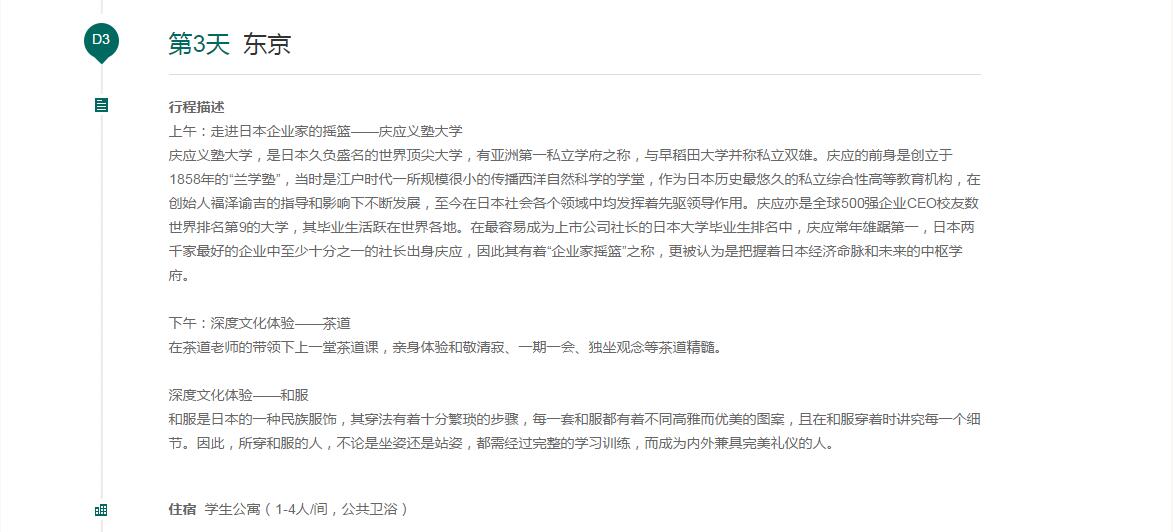 D3
第3天 东京
行程描述
上午：走进日本企业家的摇篮——庆应义塾大学
庆应义塾大学，是日本久负盛名的世界顶尖大学，有亚洲第一私立学府之称，与早稻田大学并称私立双雄。庆应的前身是创立于
1858年的“兰学塾”，当时是江户时代一所规模很小的传播西洋自然科学的学堂，作为日本历史最悠久的私立综合性高等教育机构，在
创始人福泽谕吉的指导和影响下不断发展，至今在日本社会各个领域中均发挥着先驱领导作用。庆应亦是全球500强企业CEO校友数
世界排名第9的大学，其毕业生活跃在世界各地。在最容易成为上市公司社长的日本大学毕业生排名中，庆应常年雄踞第一，日本两
千家最好的企业中至少十分之一的社长出身庆应，因此其有着“企业家摇篮”之称，更被认为是把握着日本经济命脉和未来的中枢学
府。
下午：深度文化体验——茶道
在茶道老师的带领下上一堂茶道课，亲身体验和敬清寂、一期一会、独坐观念等茶道精髓。
深度文化体验——和服
和服是日本的一种民族服饰，其穿法有着十分繁琐的步骤，每一套和服都有着不同高雅而优美的图案，且在和服穿着时讲究每一个细
节。因此，所穿和服的人，不论是坐姿还是站姿，都需经过完整的学习训练，而成为内外兼具完美礼仪的人。
住宿 学生公寓（1-4人/间，公共卫浴）